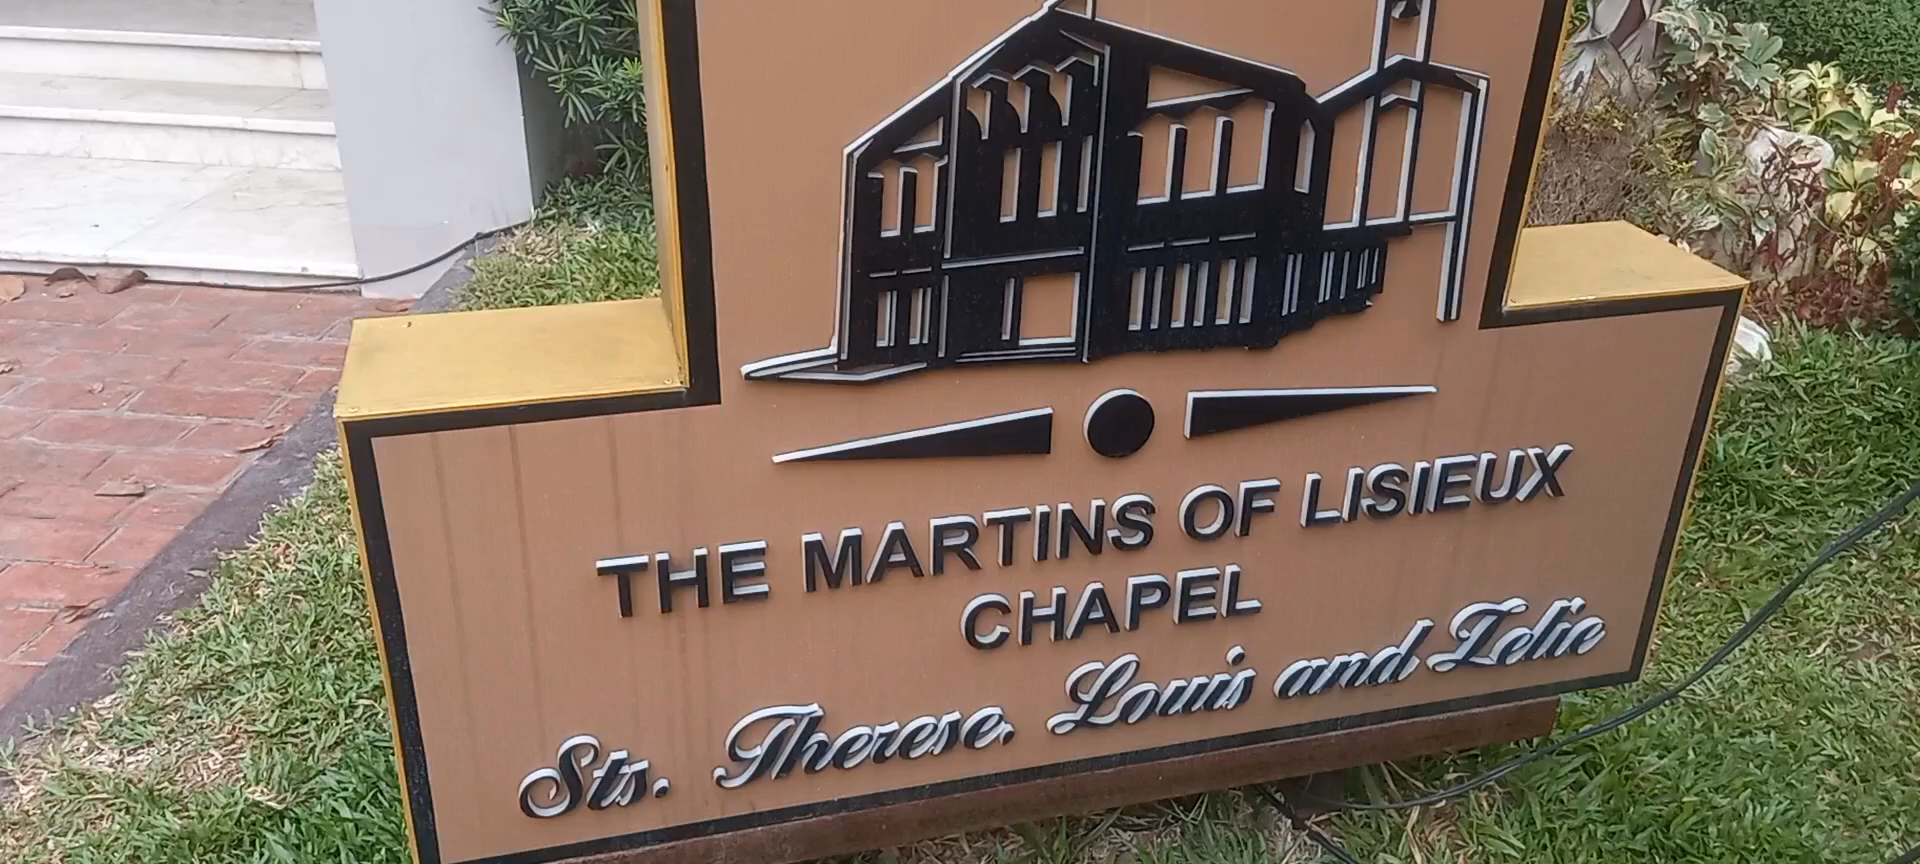 THE MARTINS OF LISIEUX
CHAPEL
Sts. Therese, Louis and Zelie